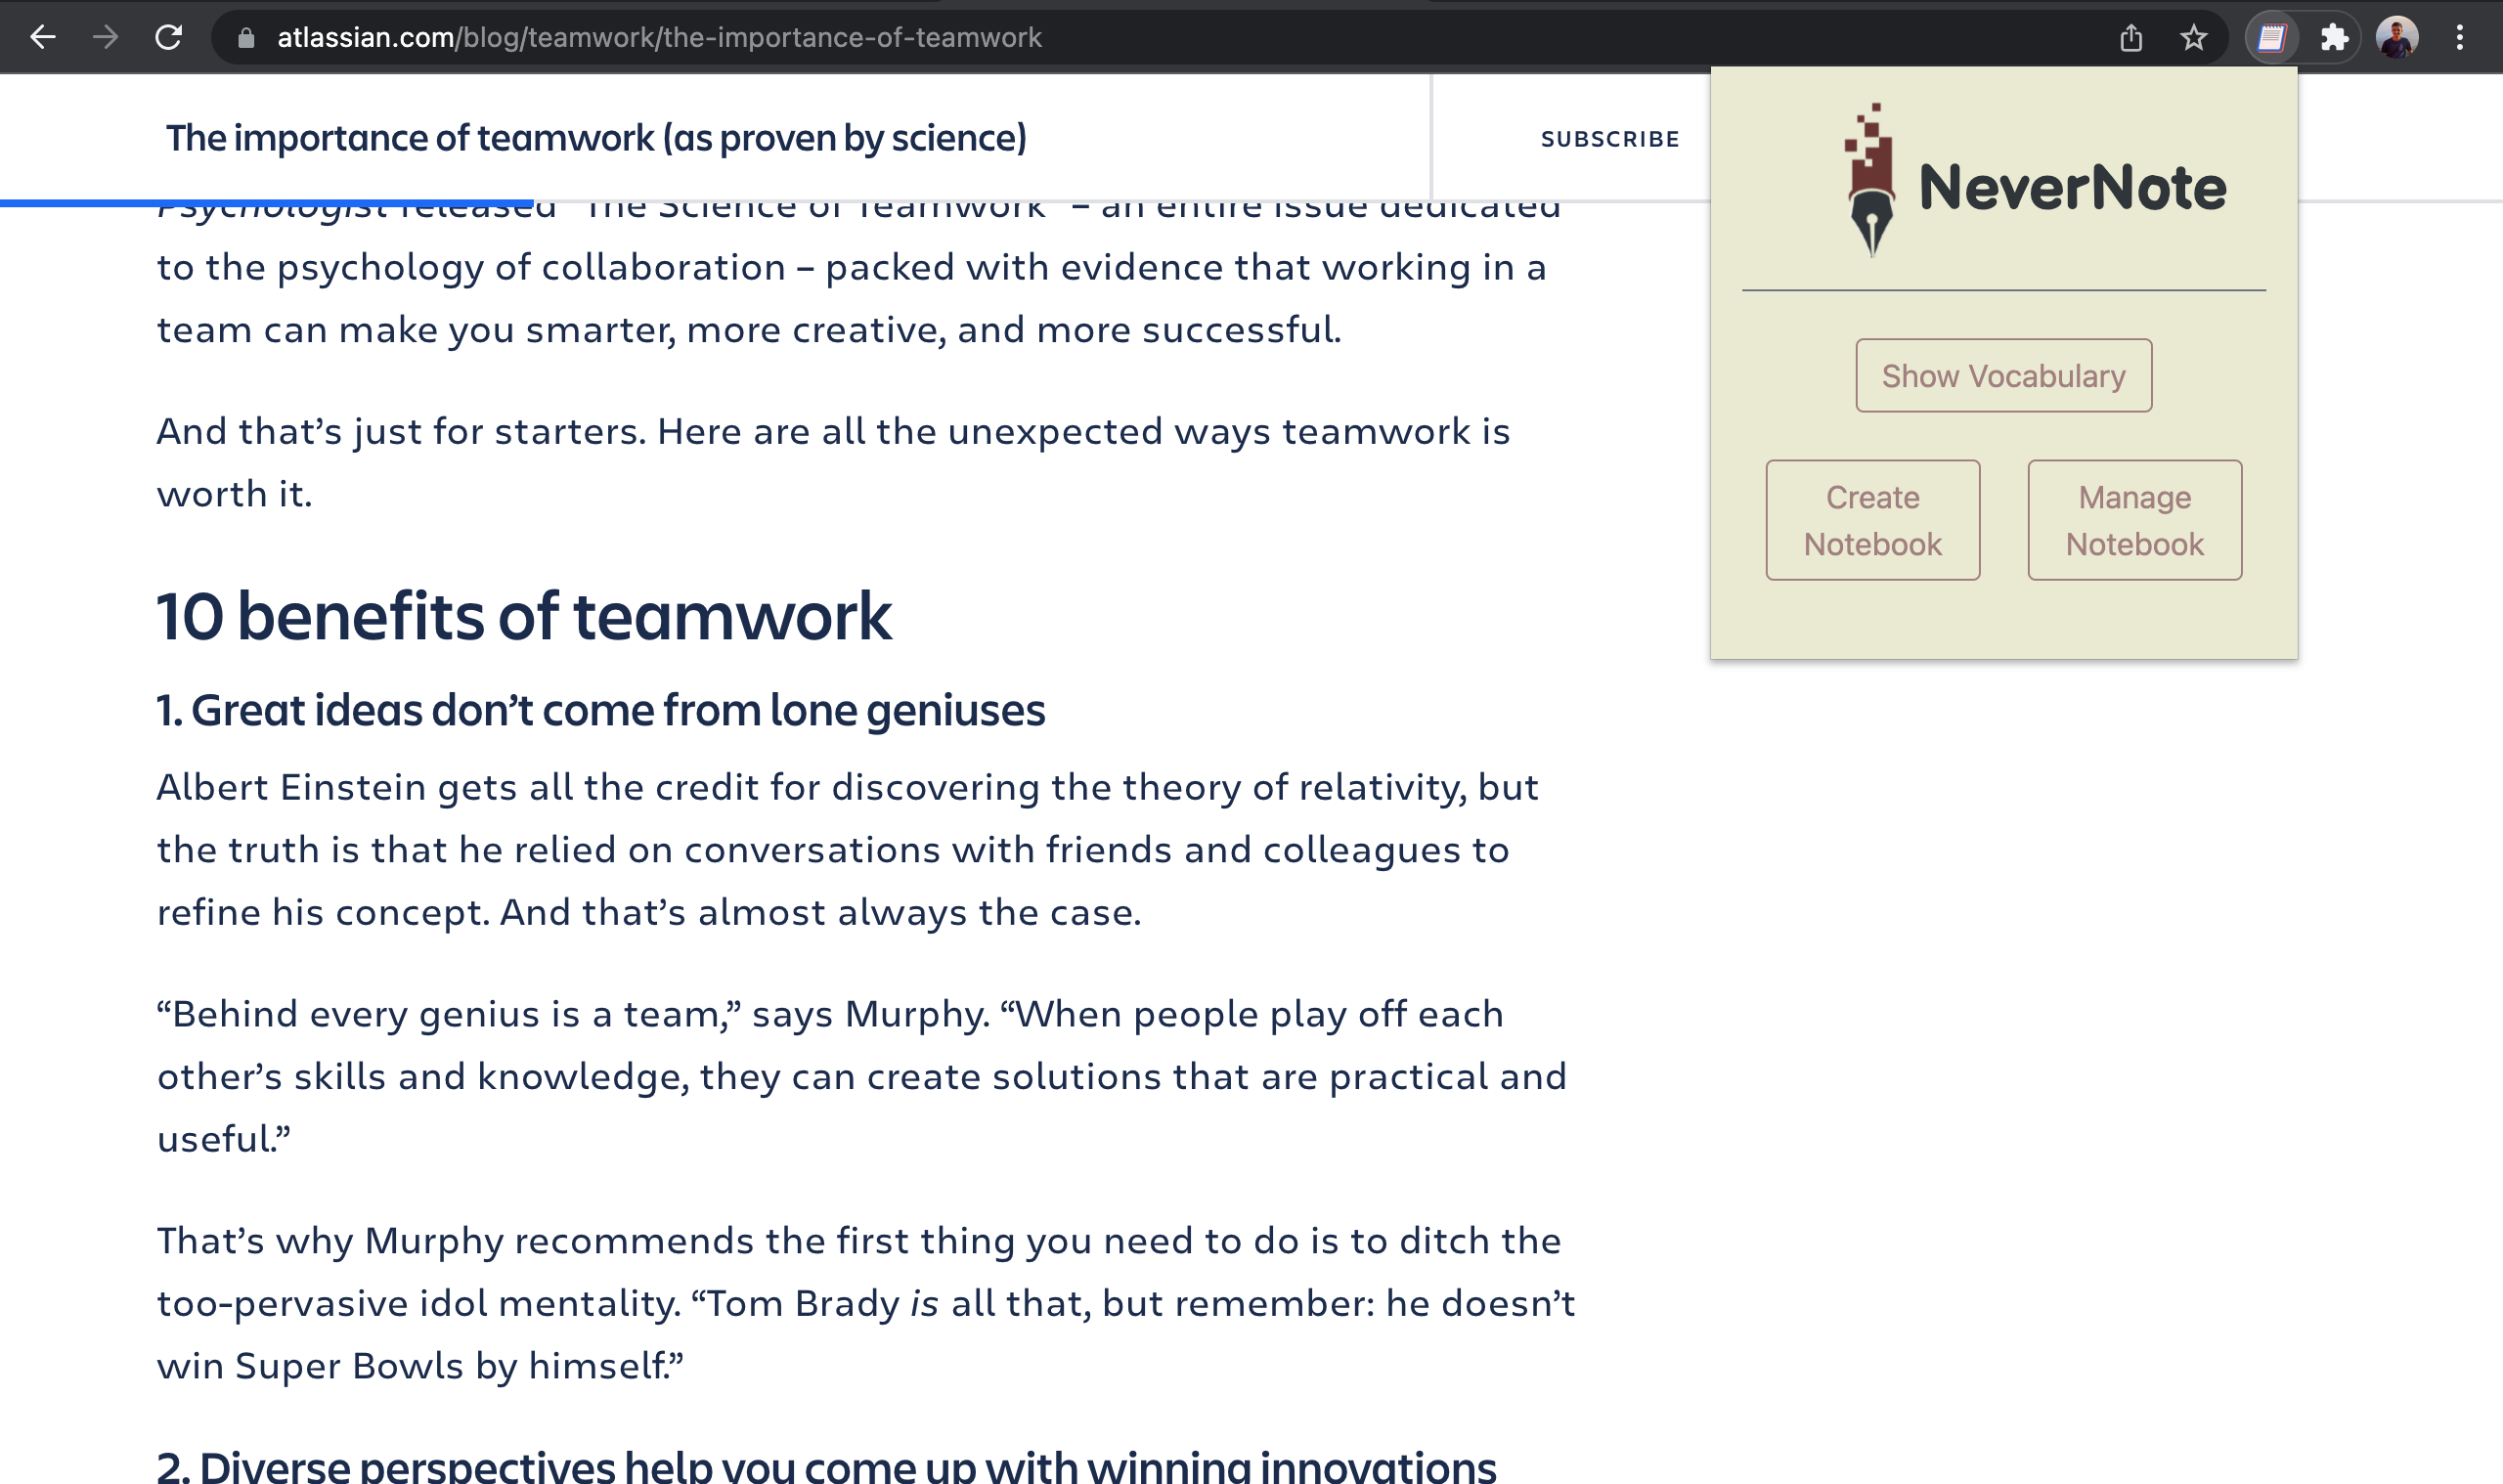 atlassian.com/blog/teamwork/the-importance-of-teamwork
The importance of teamwork (as proven by science)
SUBSCRIBE
NeverNote
Show Vocabulary
Create
Notebook
Manage
Notebook
Psychologist released “The Science of Teamwork” – an entire issue dedicated
to the psychology of collaboration – packed with evidence that working in a
team can make you smarter, more creative, and more successful.
And that’s just for starters. Here are all the unexpected ways teamwork is
worth it.
10 benefits of teamwork
1. Great ideas don’t come from lone geniuses
Albert Einstein gets all the credit for discovering the theory of relativity, but
the truth is that he relied on conversations with friends and colleagues to
refine his concept. And that’s almost always the case.
“Behind every genius is a team,” says Murphy. “When people play off each
other’s skills and knowledge, they can create solutions that are practical and
useful.”
That’s why Murphy recommends the first thing you need to do is to ditch the
too-pervasive idol mentality. “Tom Brady is all that, but remember: he doesn’t
win Super Bowls by himself.”
2. Diverse perspectives help you come up with winning innovations